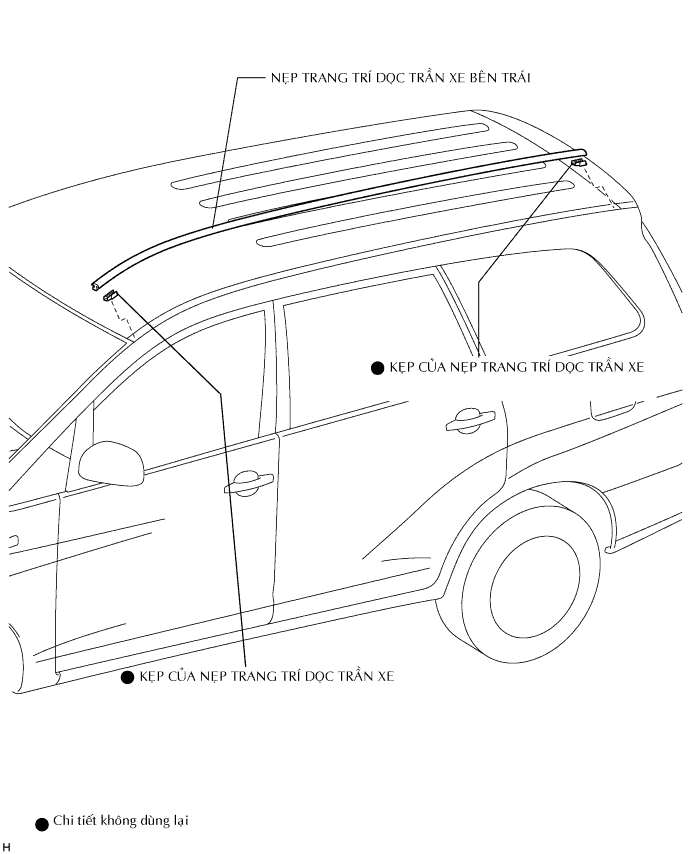 NẸP TRANG TRÍ DỌC TRẦN XE BÊN TRÁI
● KẸP CỦA NẸP TRANG TRÍ DỌC TRẦN XE
● KẸP CỦA NẸP TRANG TRÍ DỌC TRẦN XE
● Chi tiết không dùng lại
H